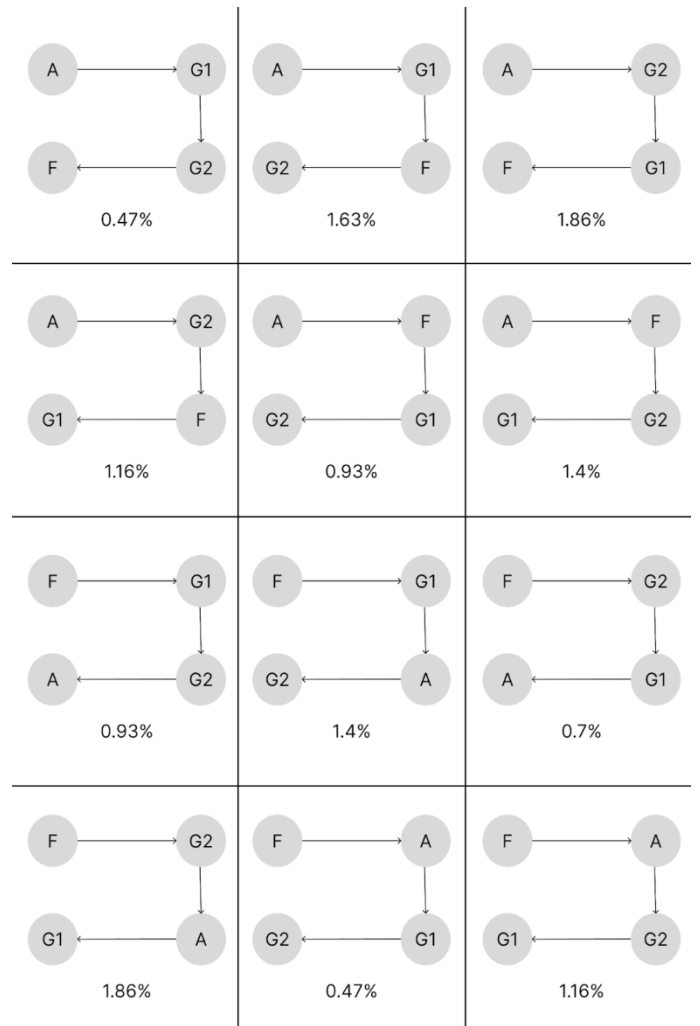 A G1 A G1 A G2
F G2 G2 F F G1
0.47% 1.63% 1.86%
A G2 A F A F
G1 F G2 G1 G1 G2
1.16% 0.93% 1.4%
F G1 F G1 F G2
A G2 G2 A A G1
0.93% 1.4% 0.7%
F G2 F A F A
G1 A G2 G1 G1 G2
1.86% 0.47% 1.16%